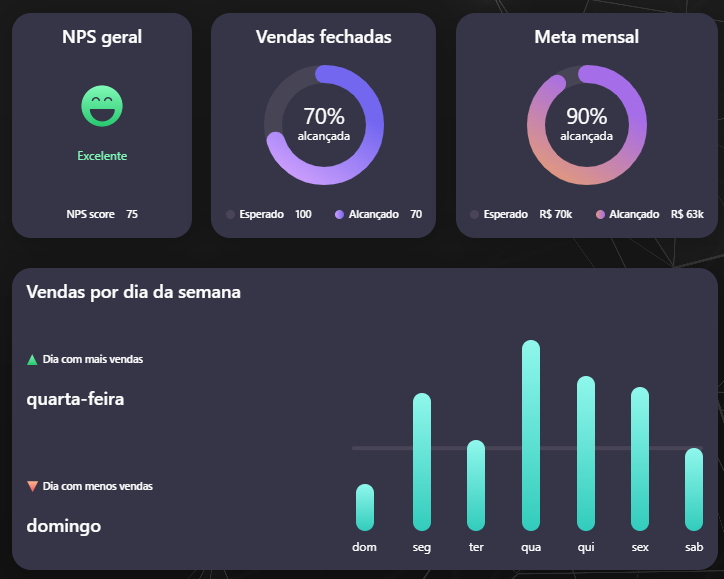 NPS geral
Excelente
NPS score 75
Vendas fechadas
70%
alcançada
Esperado 100 Alcançado 70
Meta mensal
90%
alcançada
Esperado R$ 70k Alcançado R$ 63k
Vendas por dia da semana
Dia com mais vendas
quarta-feira
Dia com menos vendas
domingo
dom seg ter qua qui sex sab